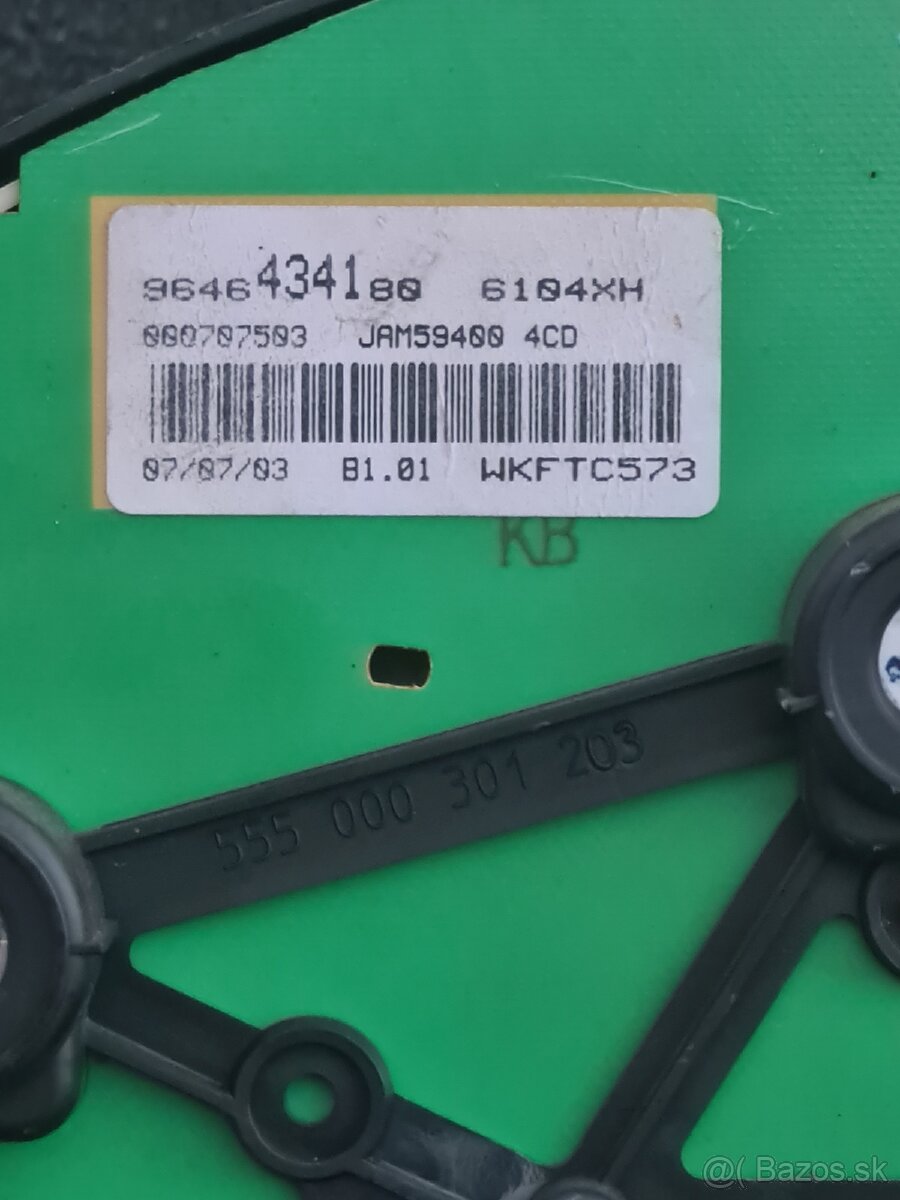 9646434180 6104XH
000707503 JAM59400 4CD
07/07/03 B1.01 WKFTC573
KB
555 000 301 203
@( Bazos.sk